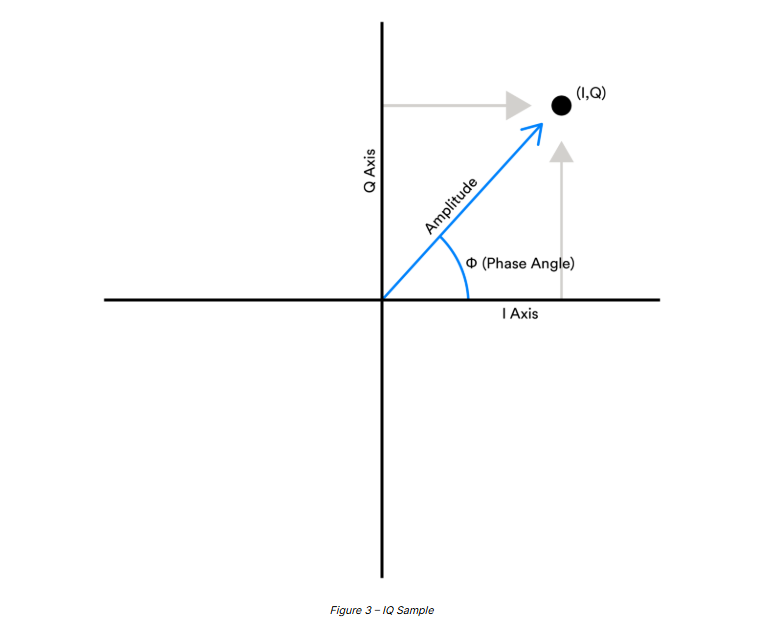 (I,Q)
Q Axis
Amplitude
Φ (Phase Angle)
I Axis
Figure 3 – IQ Sample